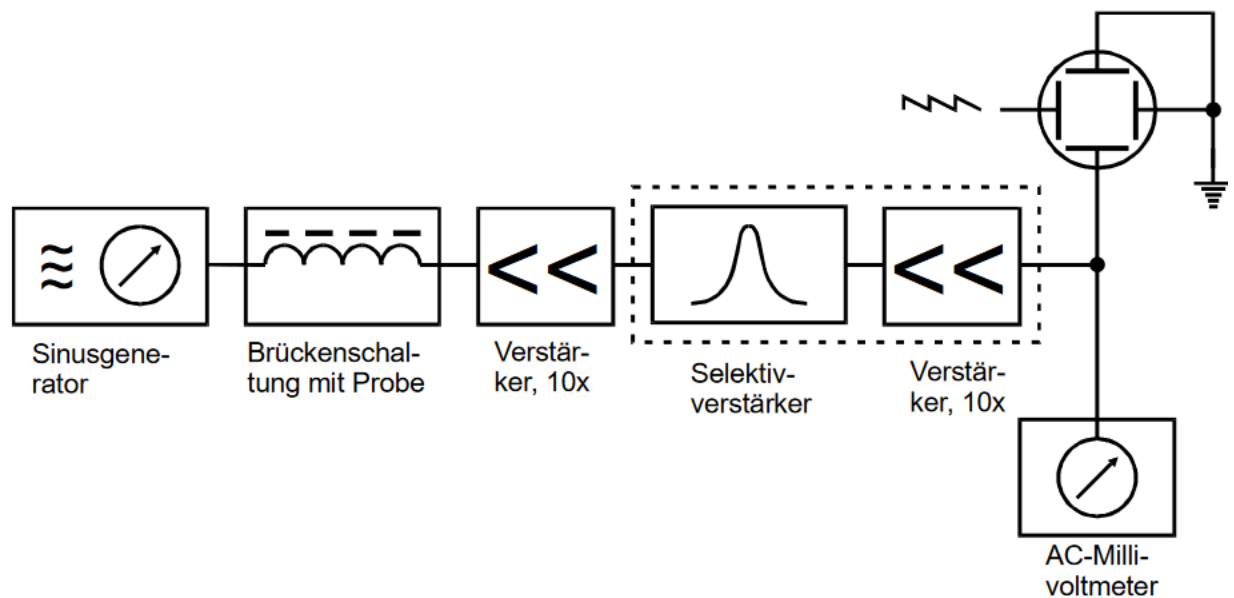 Sinusgene-
rator
Brückenschal-
tung mit Probe
Verstär-
ker, 10x
Selektiv-
verstärker
Verstär-
ker, 10x
AC-Milli-
voltmeter